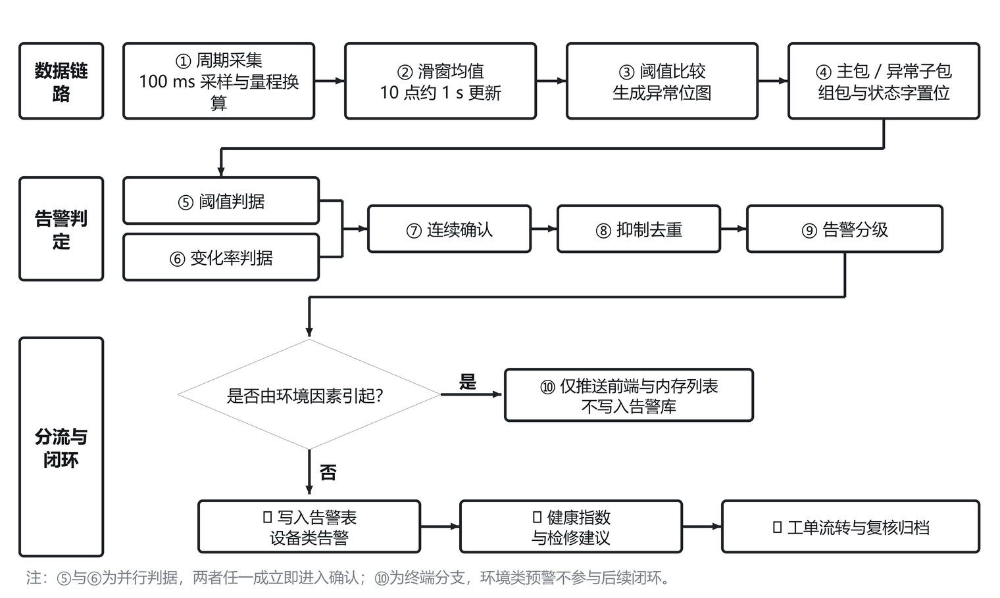 数据链
路
① 周期采集
100 ms 采样与量程换
算
② 滑窗均值
10 点约 1 s 更新
③ 阈值比较
生成异常位图
④ 主包 / 异常子包
组包与状态字置位
告警判
定
⑤ 阈值判据
⑥ 变化率判据
⑦ 连续确认
⑧ 抑制去重
⑨ 告警分级
分流与
闭环
是否由环境因素引起?
是
⑩ 仅推送前端与内存列表
不写入告警库
否
▯ 写入告警表
设备类告警
▯ 健康指数
与检修建议
▯ 工单流转与复核归档
注：⑤与⑥为并行判据，两者任一成立即进入确认；⑩为终端分支，环境类预警不参与后续闭环。